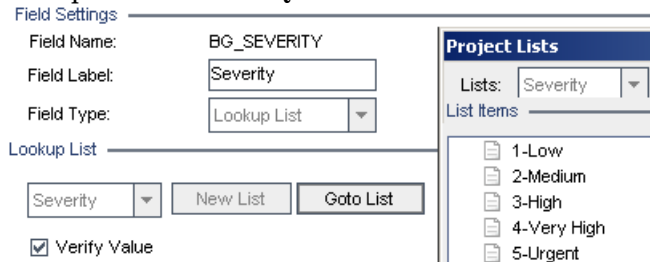 Field Settings
Field Name: BG_SEVERITY
Field Label: Severity
Field Type: Lookup List
Lookup List
Severity New List Goto List
Verify Value
Project Lists
Lists: Severity
List Items
1-Low
2-Medium
3-High
4-Very High
5-Urgent